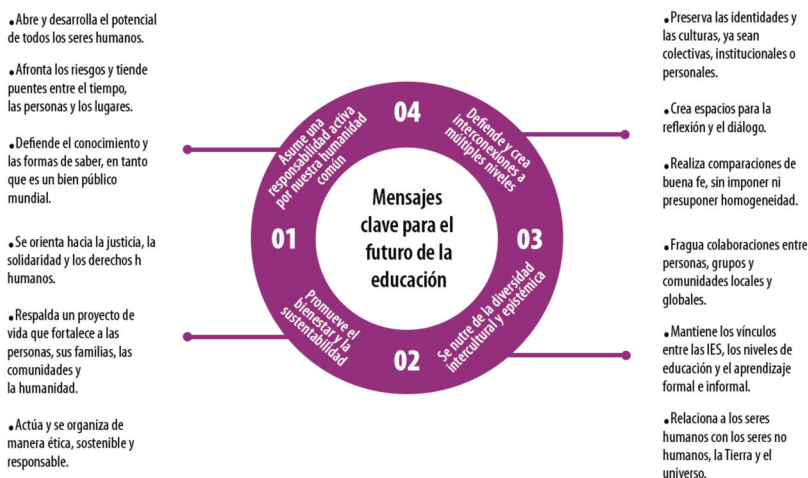 •Abre y desarrolla el potencial
de todos los seres humanos.
•Afronta los riesgos y tiende
puentes entre el tiempo,
las personas y los lugares.
•Defiende el conocimiento y
las formas de saber, en tanto
que es un bien público
mundial.
•Se orienta hacia la justicia, la
solidaridad y los derechos h
humanos.
•Respalda un proyecto de
vida que fortalece a las
personas, sus familias, las
comunidades y
la humanidad.
•Actúa y se organiza de
manera ética, sostenible y
responsable.
Mensajes
clave para el
futuro de la
educación
01
Asume una
responsabilidad activa
por nuestra humanidad
común
02
Promueve el
bienestar y la
sustentabilidad
03
Se nutre de la diversidad
intercultural y epistémica
04
Defiende y crea
interconexiones a
múltiples niveles
•Preserva las identidades y
las culturas, ya sean
colectivas, institucionales o
personales.
•Crea espacios para la
reflexión y el diálogo.
•Realiza comparaciones de
buena fe, sin imponer ni
presuponer homogeneidad.
•Fragua colaboraciones entre
personas, grupos y
comunidades locales y
globales.
•Mantiene los vínculos
entre las IES, los niveles de
educación y el aprendizaje
formal e informal.
•Relaciona a los seres
humanos con los seres no
humanos, la Tierra y el
universo.